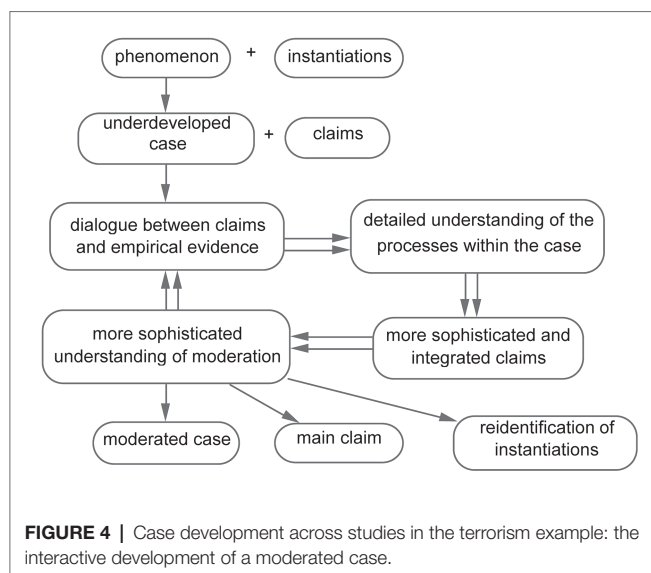 phenomenon + instantiations
underdeveloped
case + claims
dialogue between claims
and empirical evidence
detailed understanding of the
processes within the case
more sophisticated
understanding of moderation
more sophisticated and
integrated claims
moderated case
main claim
reidentification of
instantiations
FIGURE 4 | Case development across studies in the terrorism example: the
interactive development of a moderated case.